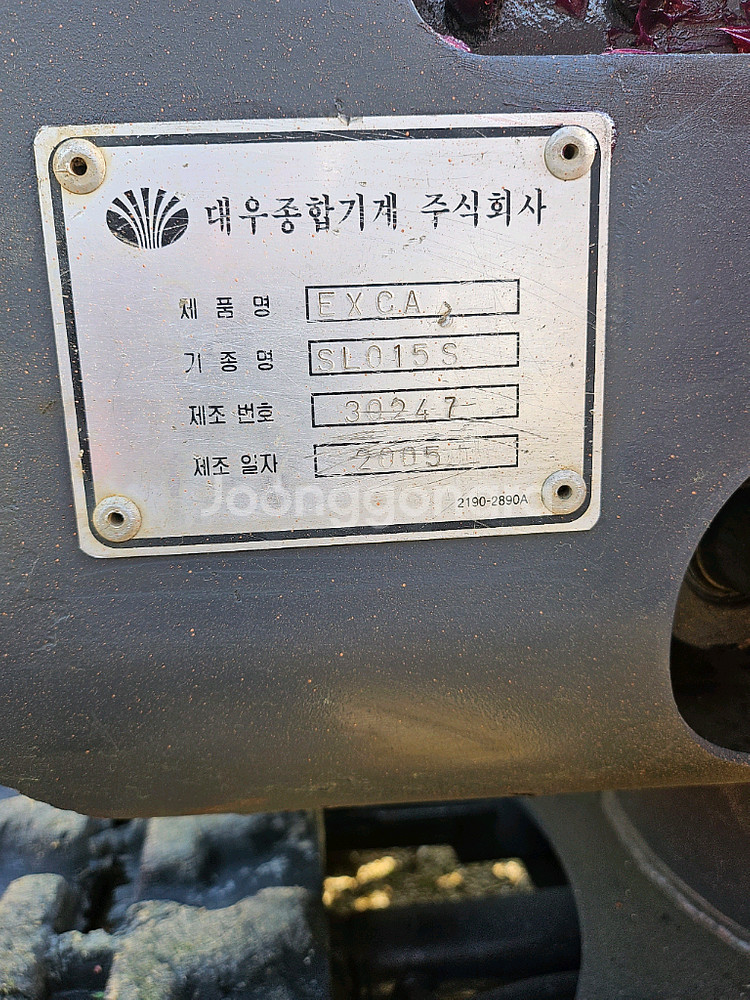 대우종합기계 주식회사
제 품 명 EXCA
기 종 명 SL015S
제조 번호 30247
제조 일자 2005
2190-2890A